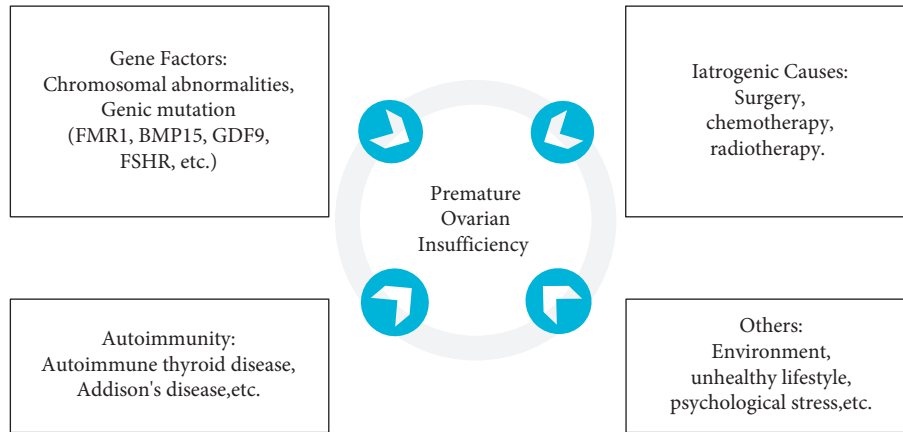 Gene Factors:
Chromosomal abnormalities,
Genic mutation
(FMR1, BMP15, GDF9,
FSHR, etc.)
Iatrogenic Causes:
Surgery,
chemotherapy,
radiotherapy.
Premature
Ovarian
Insufficiency
Autoimmunity:
Autoimmune thyroid disease,
Addison's disease,etc.
Others:
Environment,
unhealthy lifestyle,
psychological stress,etc.